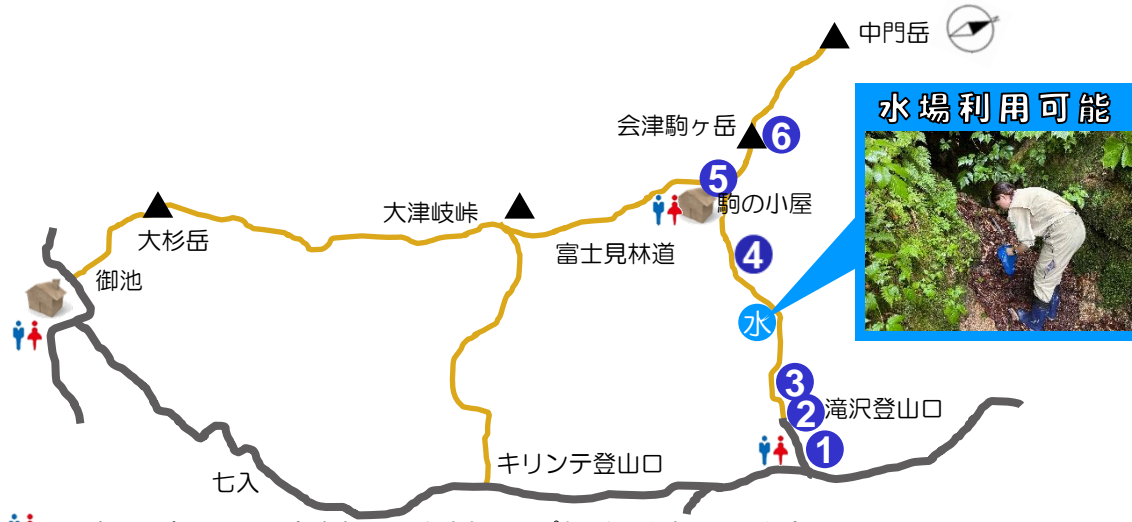 中門岳
水場利用可能
会津駒ヶ岳
6
5
駒の小屋
大津岐峠
富士見林道
大杉岳
御池
4
水
3
2
滝沢登山口
1
キリンテ登山口
七入